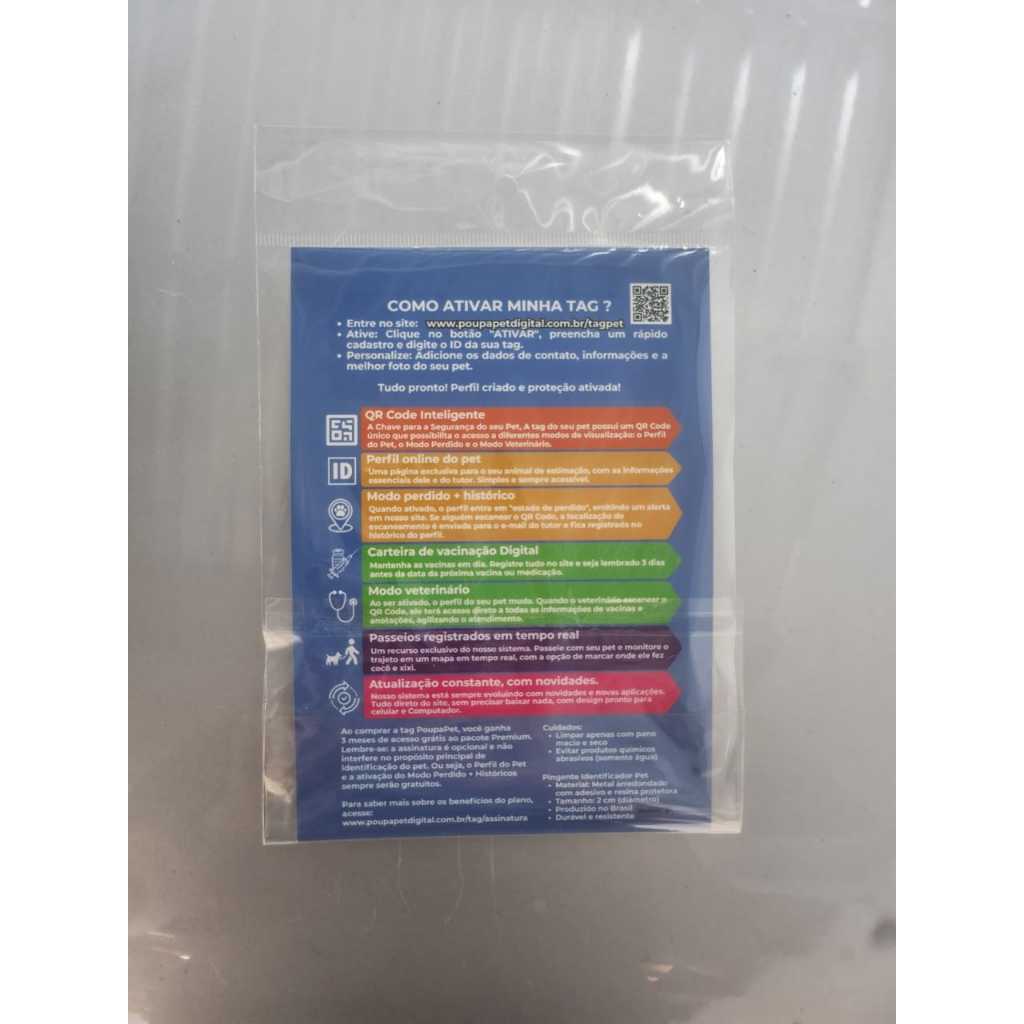 COMO ATIVAR MINHA TAG ?
• Entre no site: www.poupapetdigital.com.br/tagpet
• Ative: Clique no botão "ATIVAR", preencha um rápido
cadastro e digite o ID da sua tag.
• Personalize: Adicione os dados de contato, informações e a
melhor foto do seu pet.
Tudo pronto! Perfil criado e proteção ativada!
QR Code Inteligente
A Chave para a Segurança do seu Pet, A tag do seu pet possui um QR Code
único que possibilita o acesso a diferentes modos de visualização: o Perfil
do Pet, o Modo Perdido e o Modo Veterinário.
ID
Perfil online do pet
Uma página exclusiva para o seu animal de estimação, com as informações
essenciais dele e do tutor. Simples e sempre acessível.
Modo perdido + histórico
Quando ativado, o perfil entra em "estado de perdido", emitindo um alerta
em nosso site. Se alguém escanear o QR Code, a localização do
escaneamento é enviada para o e-mail do tutor e fica registrada no
histórico do perfil.
Carteira de vacinação Digital
Mantenha as vacinas em dia. Registre tudo no site e seja lembrado 3 dias
antes da data da próxima vacina ou medicação.
Modo veterinário
Ao ser ativado, o perfil do seu pet muda. Quando o veterinário escanear o
QR Code, ele terá acesso direto a todas as informações de vacinas e
anotações, agilizando o atendimento.
Passeios registrados em tempo real
Um recurso exclusivo do nosso sistema. Passeie com seu pet e monitore o
trajeto em um mapa em tempo real, com a opção de marcar onde ele fez
cocô e xixi.
Atualização constante, com novidades.
Nosso sistema está sempre evoluindo com novidades e novas aplicações.
Tudo direto do site, sem precisar baixar nada, com design pronto para
celular e Computador.
Ao comprar a tag PoupaPet, você ganha
3 meses de acesso grátis ao pacote Premium.
Lembre-se: a assinatura é opcional e não
interfere no propósito principal de
identificação do pet. Ou seja, o Perfil do Pet
e a ativação do Modo Perdido + Históricos
sempre serão gratuitos.
Para saber mais sobre os benefícios do plano,
acesse:
www.poupapetdigital.com.br/tag/assinatura
Cuidados:
• Limpar apenas com pano
macio e seco
• Evitar produtos químicos
abrasivos (somente água)
Pingente Identificador Pet
• Material: Metal arredondado
com adesivo e resina protetora
• Tamanho: 2 cm (diâmetro)
• Produzido no Brasil
• Durável e resistente